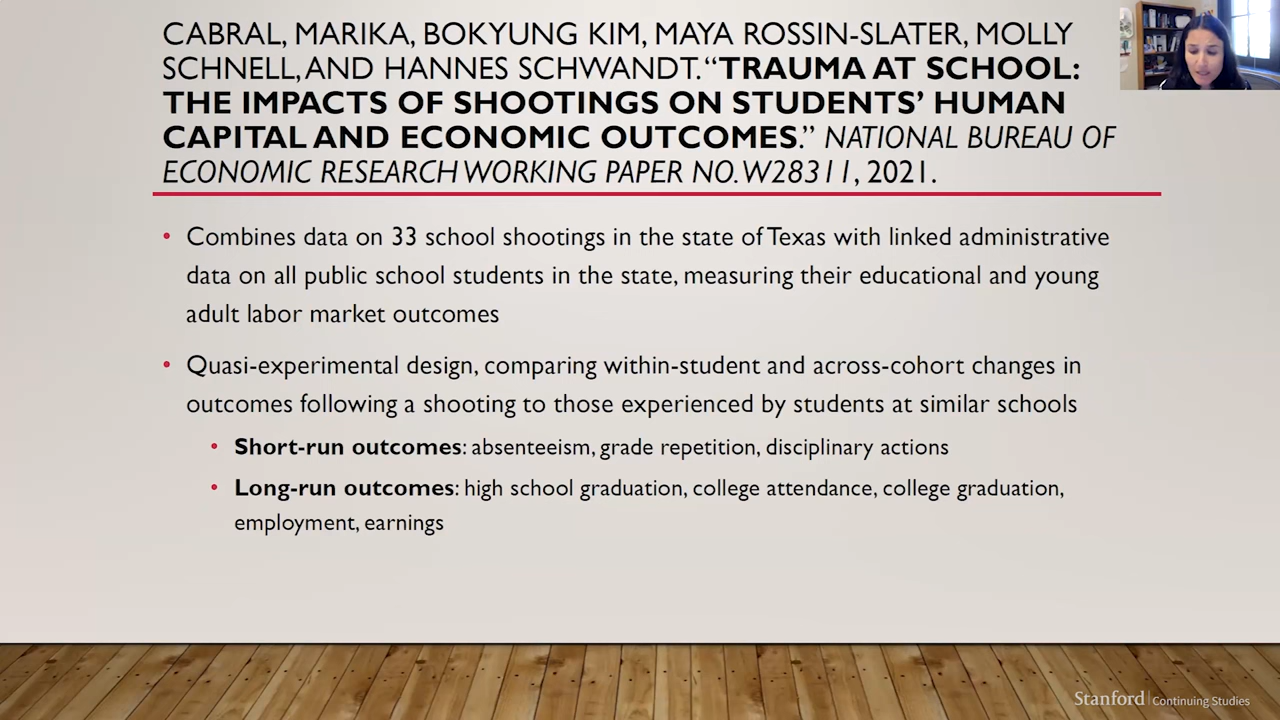 CABRAL, MARIKA, BOKYUNG KIM, MAYA ROSSIN-SLATER, MOLLY
SCHNELL, AND HANNES SCHWANDT. “TRAUMA AT SCHOOL:
THE IMPACTS OF SHOOTINGS ON STUDENTS’ HUMAN
CAPITAL AND ECONOMIC OUTCOMES.” NATIONAL BUREAU OF
ECONOMIC RESEARCH WORKING PAPER NO. W28311, 2021.
• Combines data on 33 school shootings in the state of Texas with linked administrative
data on all public school students in the state, measuring their educational and young
adult labor market outcomes
• Quasi-experimental design, comparing within-student and across-cohort changes in
outcomes following a shooting to those experienced by students at similar schools
• Short-run outcomes: absenteeism, grade repetition, disciplinary actions
• Long-run outcomes: high school graduation, college attendance, college graduation,
employment, earnings
Stanford | Continuing Studies